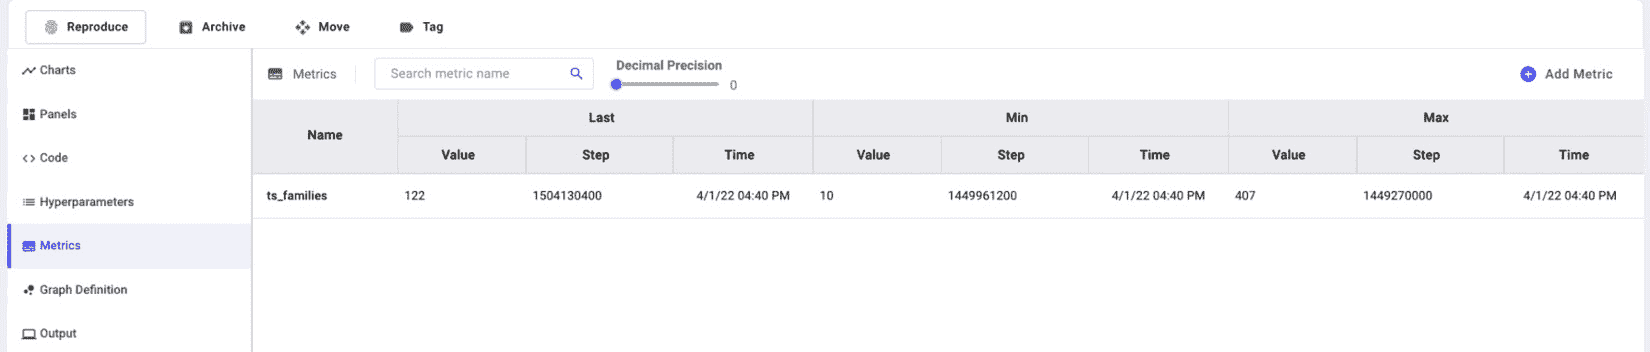 Reproduce Archive Move Tag
Charts
Panels
Code
Hyperparameters
Metrics
Graph Definition
Output
Metrics Search metric name Decimal Precision 0 Add Metric
Name Last Min Max
Value Step Time Value Step Time Value Step Time
ts_families 122 1504130400 4/1/22 04:40 PM 10 1449961200 4/1/22 04:40 PM 407 1449270000 4/1/22 04:40 PM